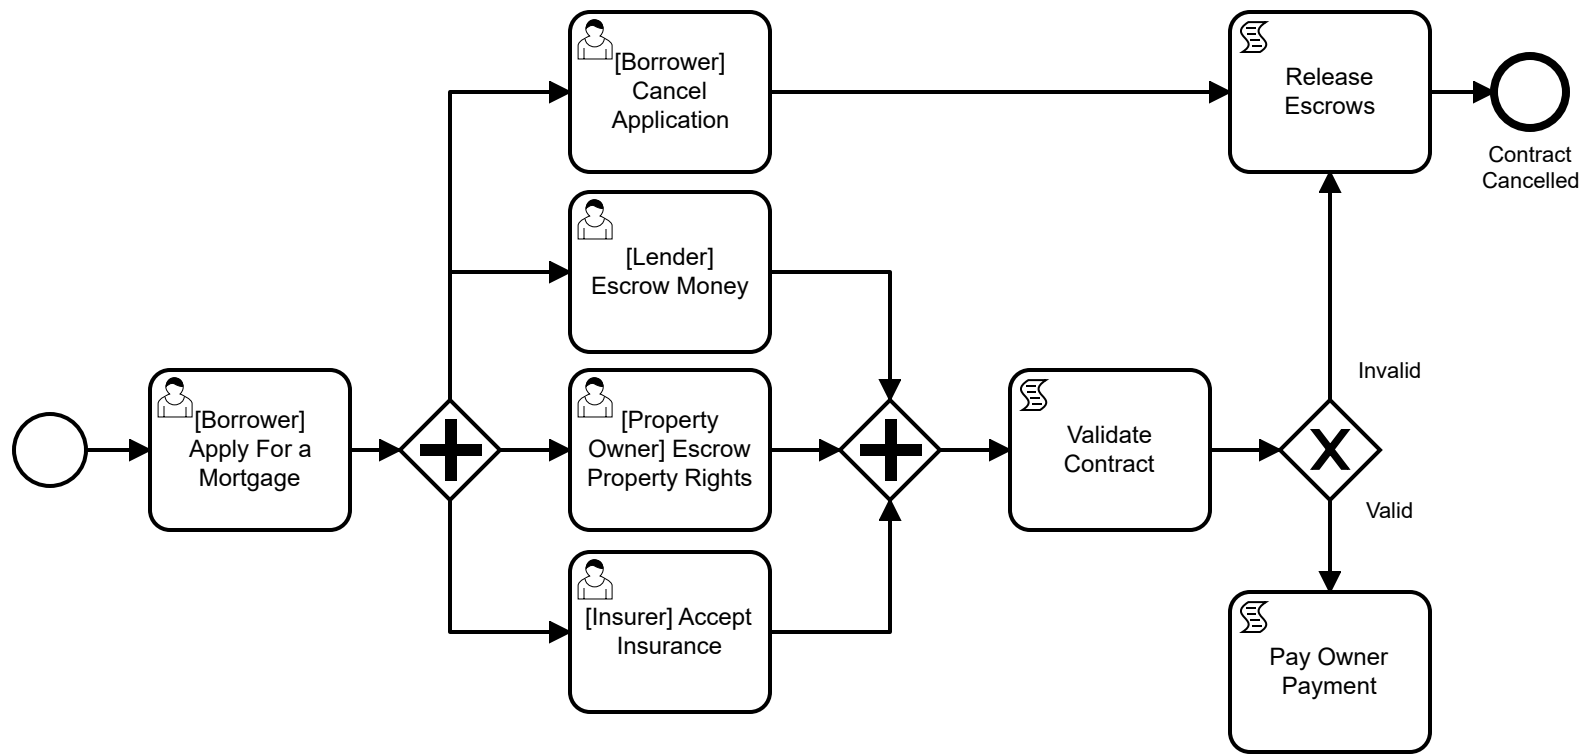 [Borrower]
Cancel
Application
Release
Escrows
Contract
Cancelled
[Lender]
Escrow Money
[Borrower]
Apply For a
Mortgage
[Property
Owner] Escrow
Property Rights
Validate
Contract
Invalid
Valid
[Insurer] Accept
Insurance
Pay Owner
Payment